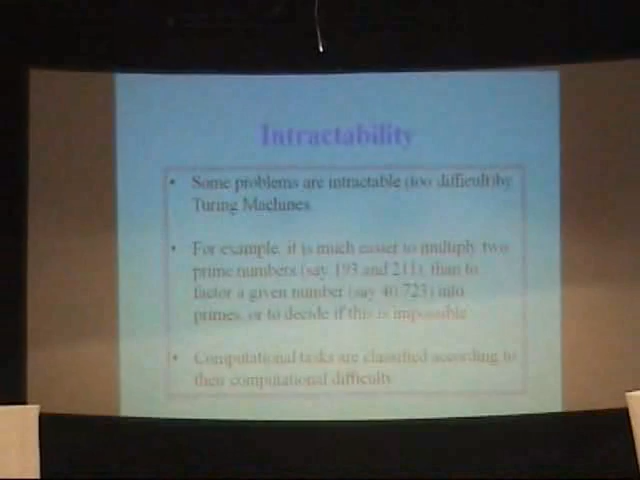 Intractability
• Some problems are intractable (too difficult)by
Turing Machines
• For example, it is much easier to multiply two
prime numbers (say 193 and 211), than to
factor a given number (say 40,723) into
primes, or to decide if this is impossible
• Computational tasks are classified according to
their computational difficulty